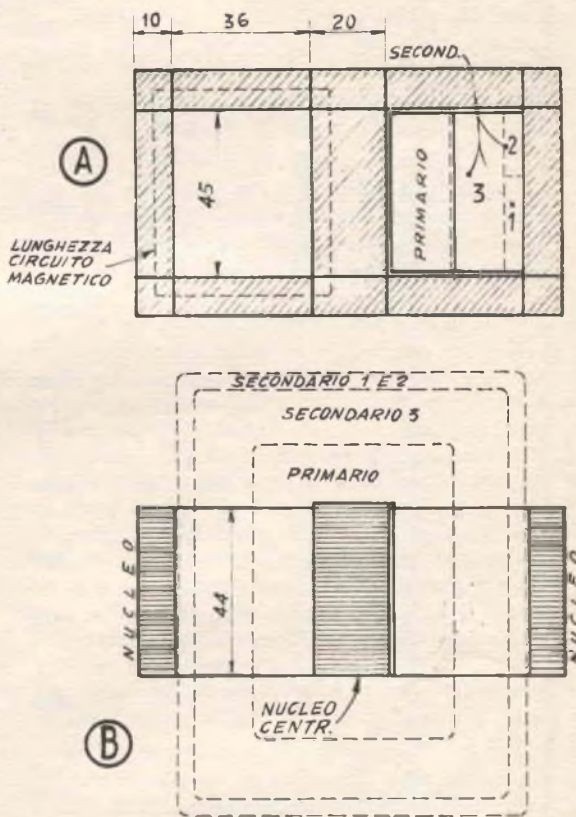 10 36 20
SECOND.
A
45
PRIMARIO
2
3
1
LUNGHEZZA
CIRCUITO
MAGNETICO
SECONDARIO 1 E 2
SECONDARIO 3
PRIMARIO
NUCLEO
44
NUCLEO
NUCLEO
CENTR.
B